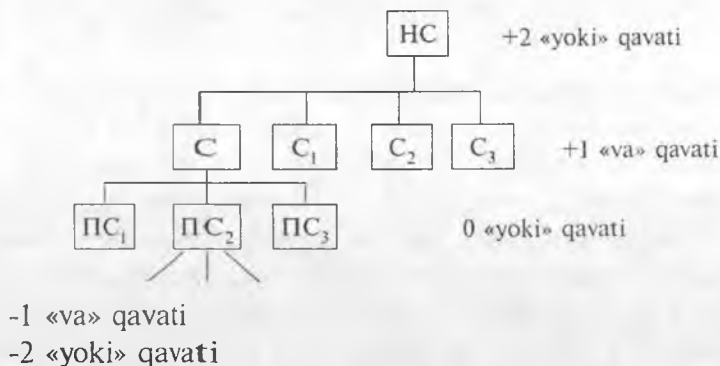 НС +2 «yoki» qavati
С С₁ С₂ С₃ +1 «va» qavati
ПС₁ ПС₂ ПС₃ 0 «yoki» qavati
-1 «va» qavati
-2 «yoki» qavati